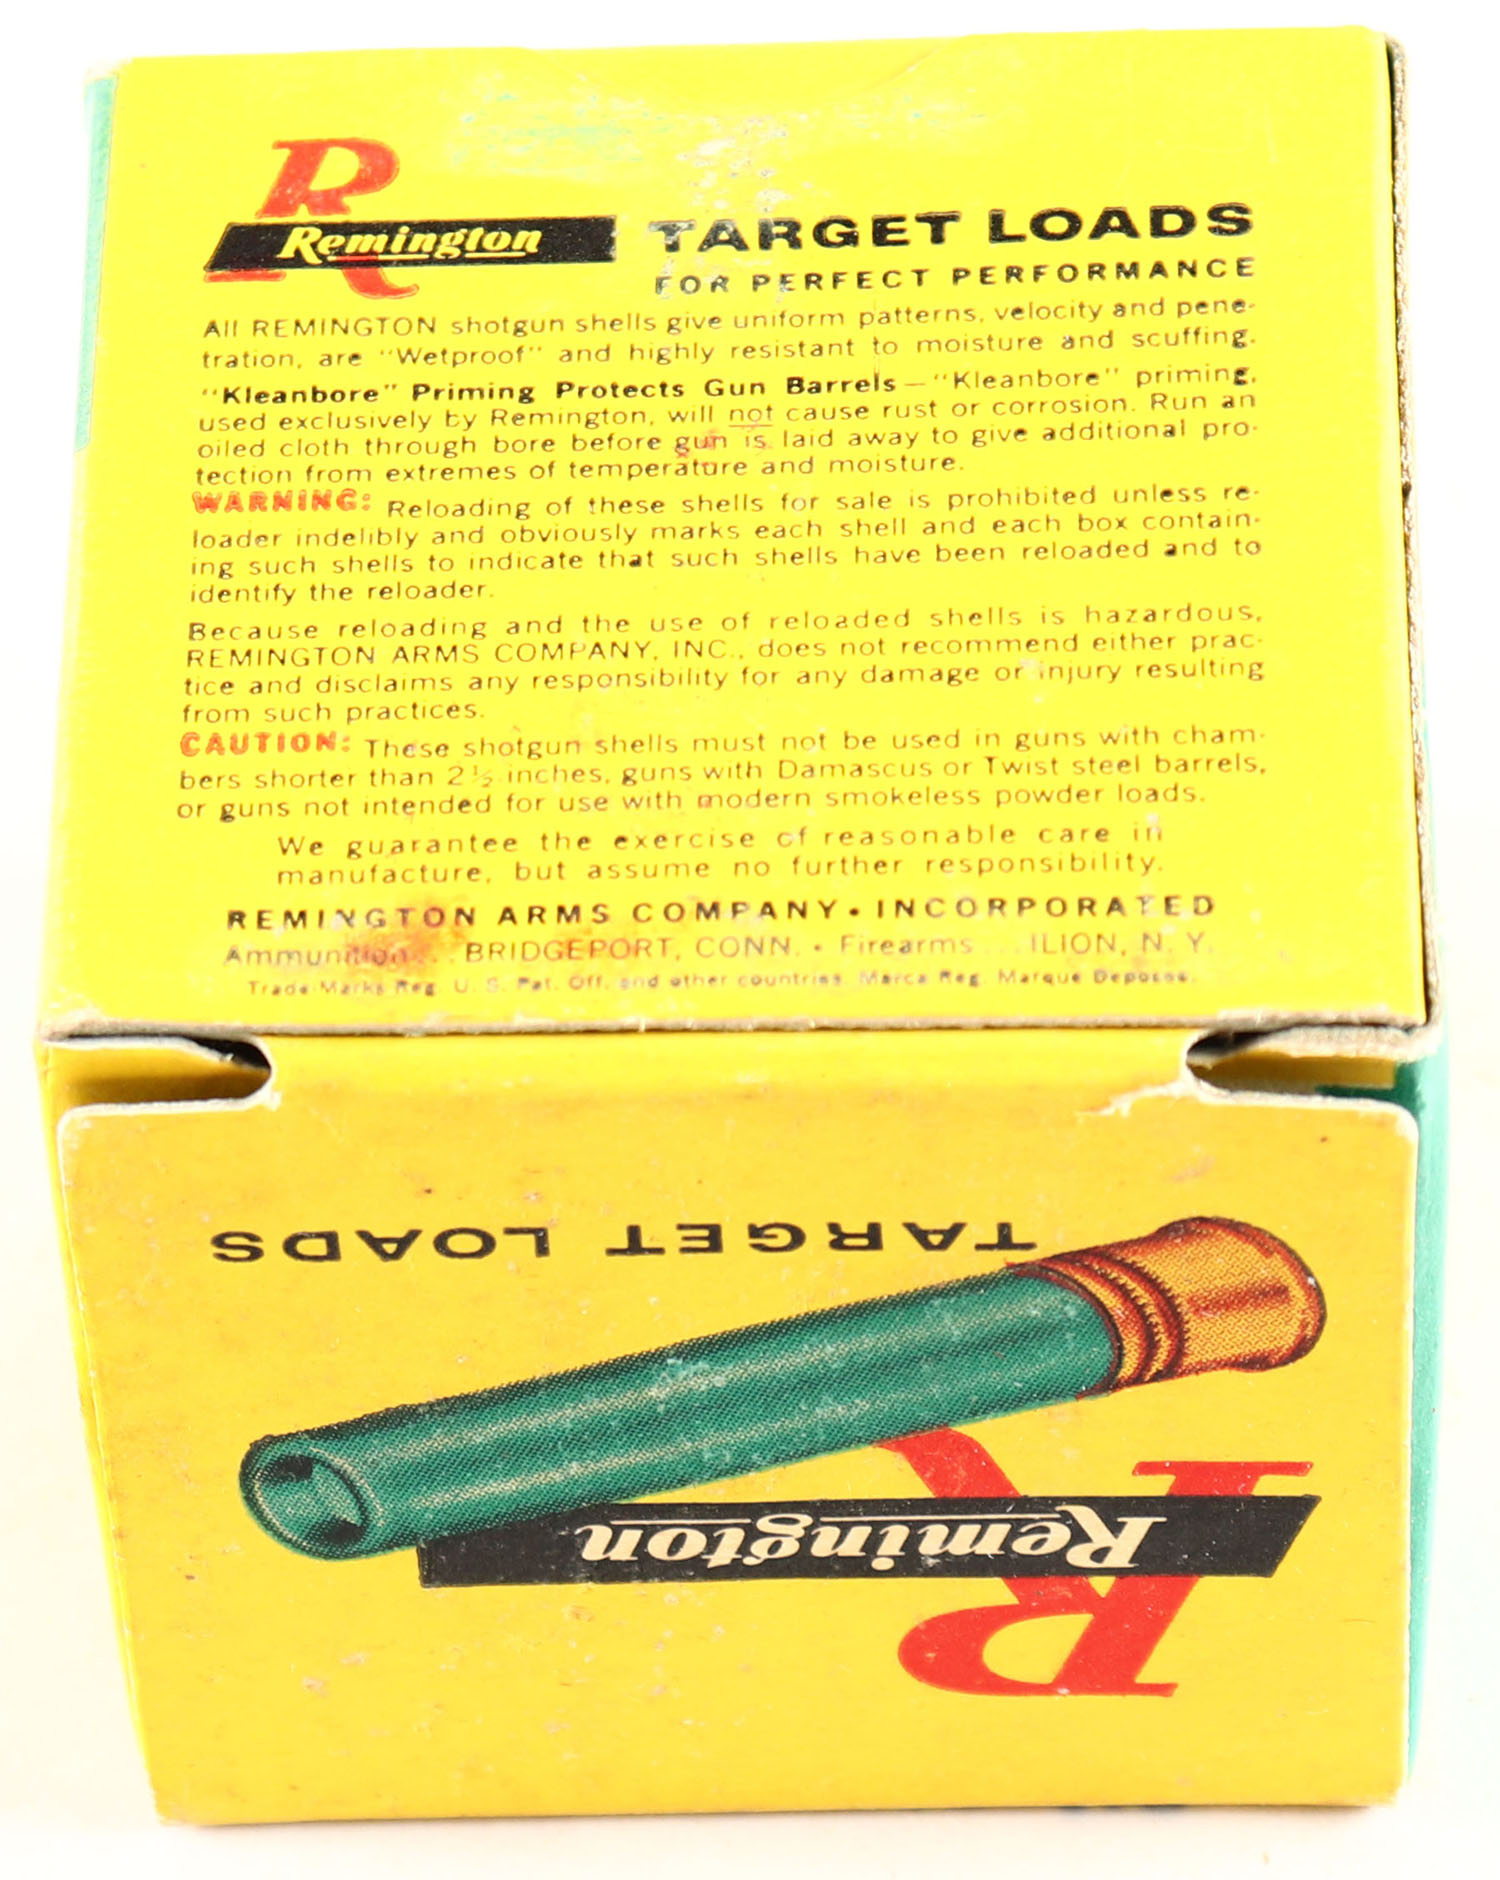 R
Remington
TARGET LOADS
FOR PERFECT PERFORMANCE
All REMINGTON shotgun shells give uniform patterns, velocity and pene-
tration, are "Wetproof" and highly resistant to moisture and scuffing.
"Kleanbore" Priming Protects Gun Barrels — "Kleanbore" priming,
used exclusively by Remington, will not cause rust or corrosion. Run an
oiled cloth through bore before gun is laid away to give additional pro-
tection from extremes of temperature and moisture.
WARNING: Reloading of these shells for sale is prohibited unless re-
loader indelibly and obviously marks each shell and each box contain-
ing such shells to indicate that such shells have been reloaded and to
identify the reloader.
Because reloading and the use of reloaded shells is hazardous,
REMINGTON ARMS COMPANY, INC., does not recommend either prac-
tice and disclaims any responsibility for any damage or injury resulting
from such practices.
CAUTION: These shotgun shells must not be used in guns with cham-
bers shorter than 2½ inches, guns with Damascus or Twist steel barrels,
or guns not intended for use with modern smokeless powder loads.
We guarantee the exercise of reasonable care in
manufacture, but assume no further responsibility.
REMINGTON ARMS COMPANY • INCORPORATED
Ammunition... BRIDGEPORT, CONN. • Firearms... ILION, N. Y.
Trade Marks Reg. U. S. Pat. Off. and other countries. Marca Reg. Marque Deposee.
TARGET LOADS
Remington
R